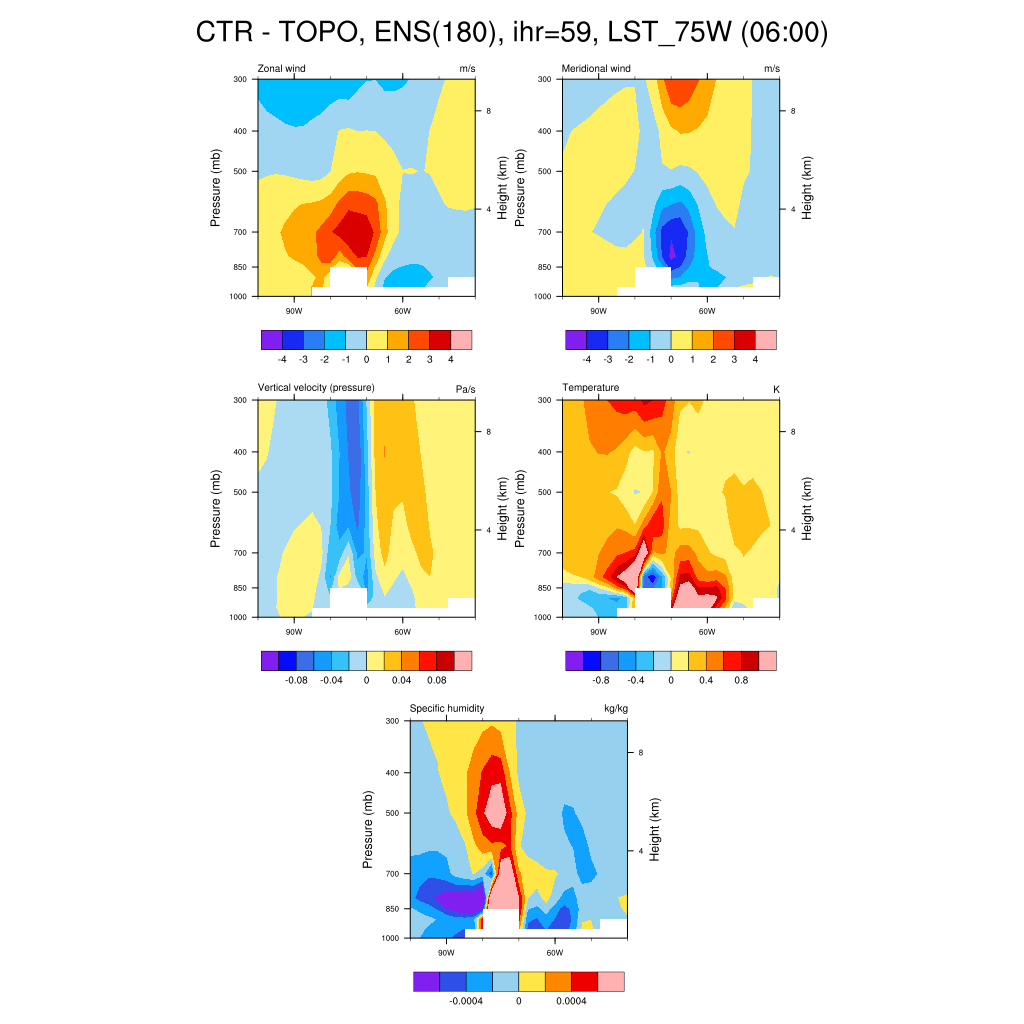 CTR - TOPO, ENS(180), ihr=59, LST_75W (06:00)
Zonal wind m/s
300
400
500
700
850
1000
Pressure (mb)
8
4
Height (km)
90W 60W
-4 -3 -2 -1 0 1 2 3 4
Meridional wind m/s
300
400
500
700
850
1000
Pressure (mb)
8
4
Height (km)
90W 60W
-4 -3 -2 -1 0 1 2 3 4
Vertical velocity (pressure) Pa/s
300
400
500
700
850
1000
Pressure (mb)
8
4
Height (km)
90W 60W
-0.08 -0.04 0 0.04 0.08
Temperature K
300
400
500
700
850
1000
Pressure (mb)
8
4
Height (km)
90W 60W
-0.8 -0.4 0 0.4 0.8
Specific humidity kg/kg
300
400
500
700
850
1000
Pressure (mb)
8
4
Height (km)
90W 60W
-0.0004 0 0.0004